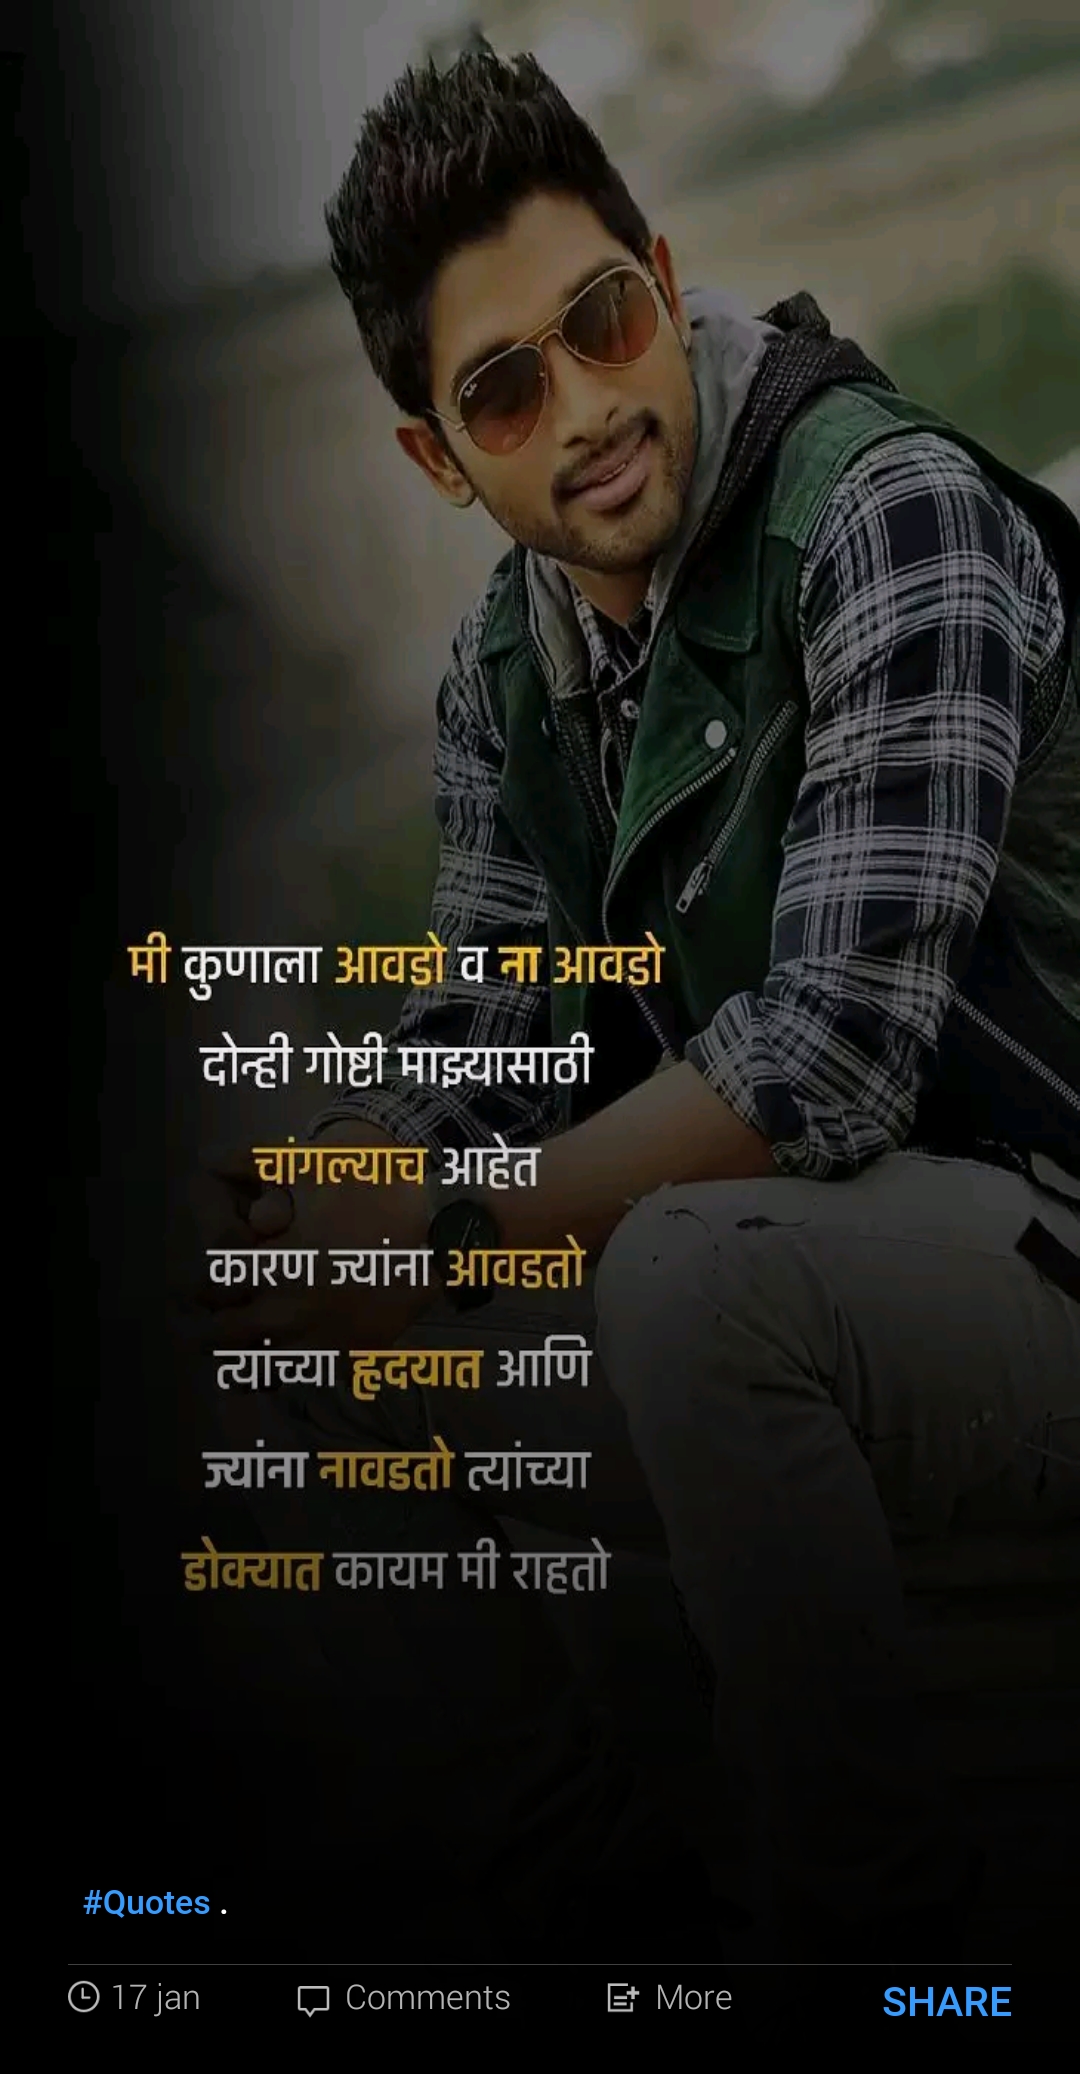 मी कुणाला आवडो व ना आवडो
दोन्ही गोष्टी माझ्यासाठी
चांगल्याच आहेत
कारण ज्यांना आवडतो
त्यांच्या हृदयात आणि
ज्यांना नावडतो त्यांच्या
डोक्यात कायम मी राहतो
#Quotes .
17 jan Comments More SHARE